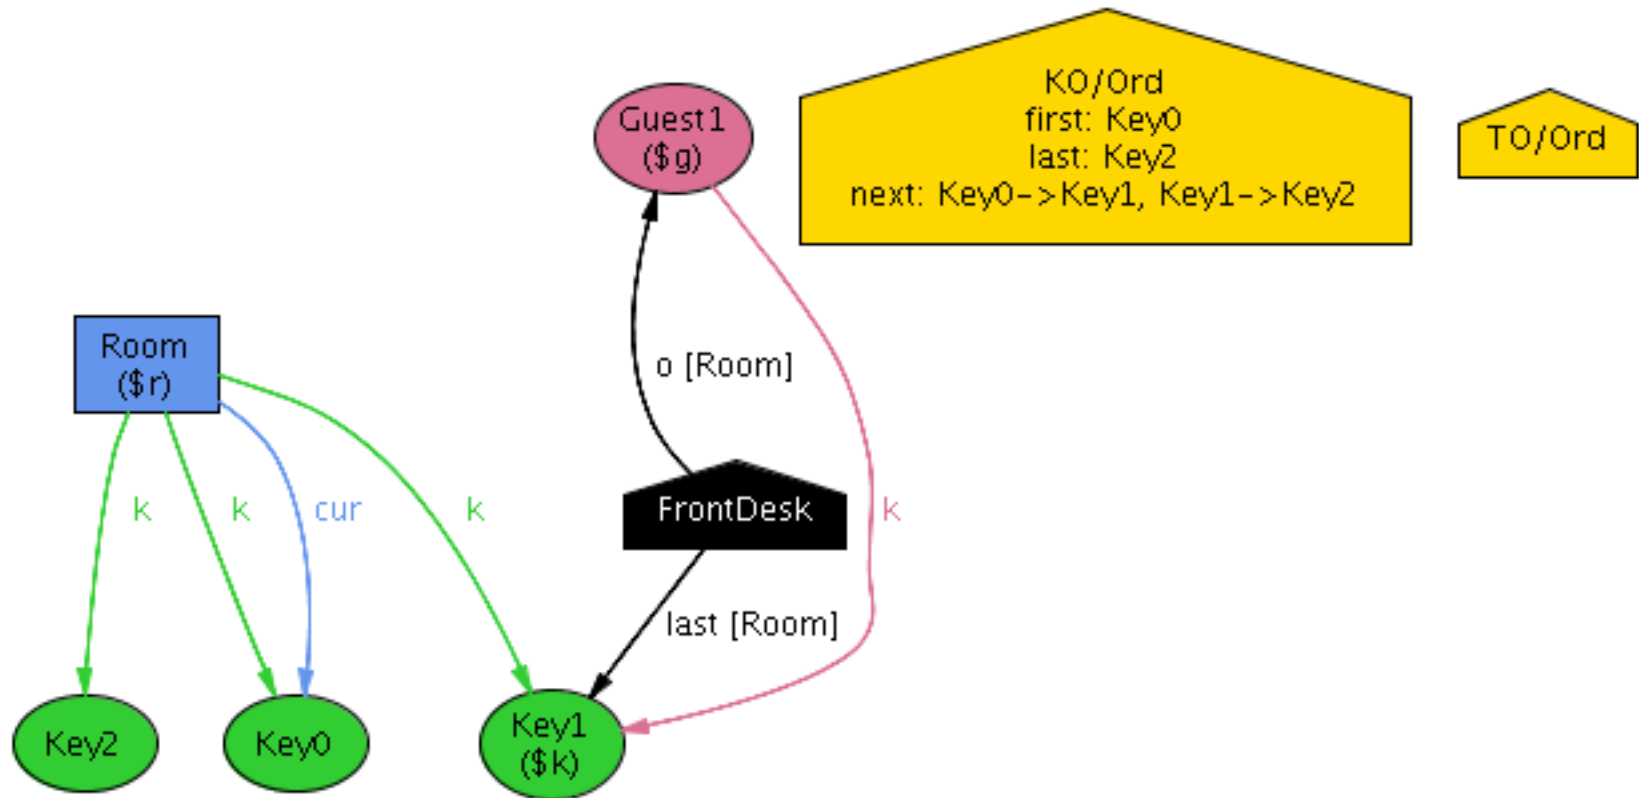 Guest1
($g)
KO/Ord
first: Key0
last: Key2
next: Key0->Key1, Key1->Key2
TO/Ord
Room
($r)
o [Room]
k
k
cur
k
FrontDesk
k
last [Room]
Key2
Key0
Key1
($k)